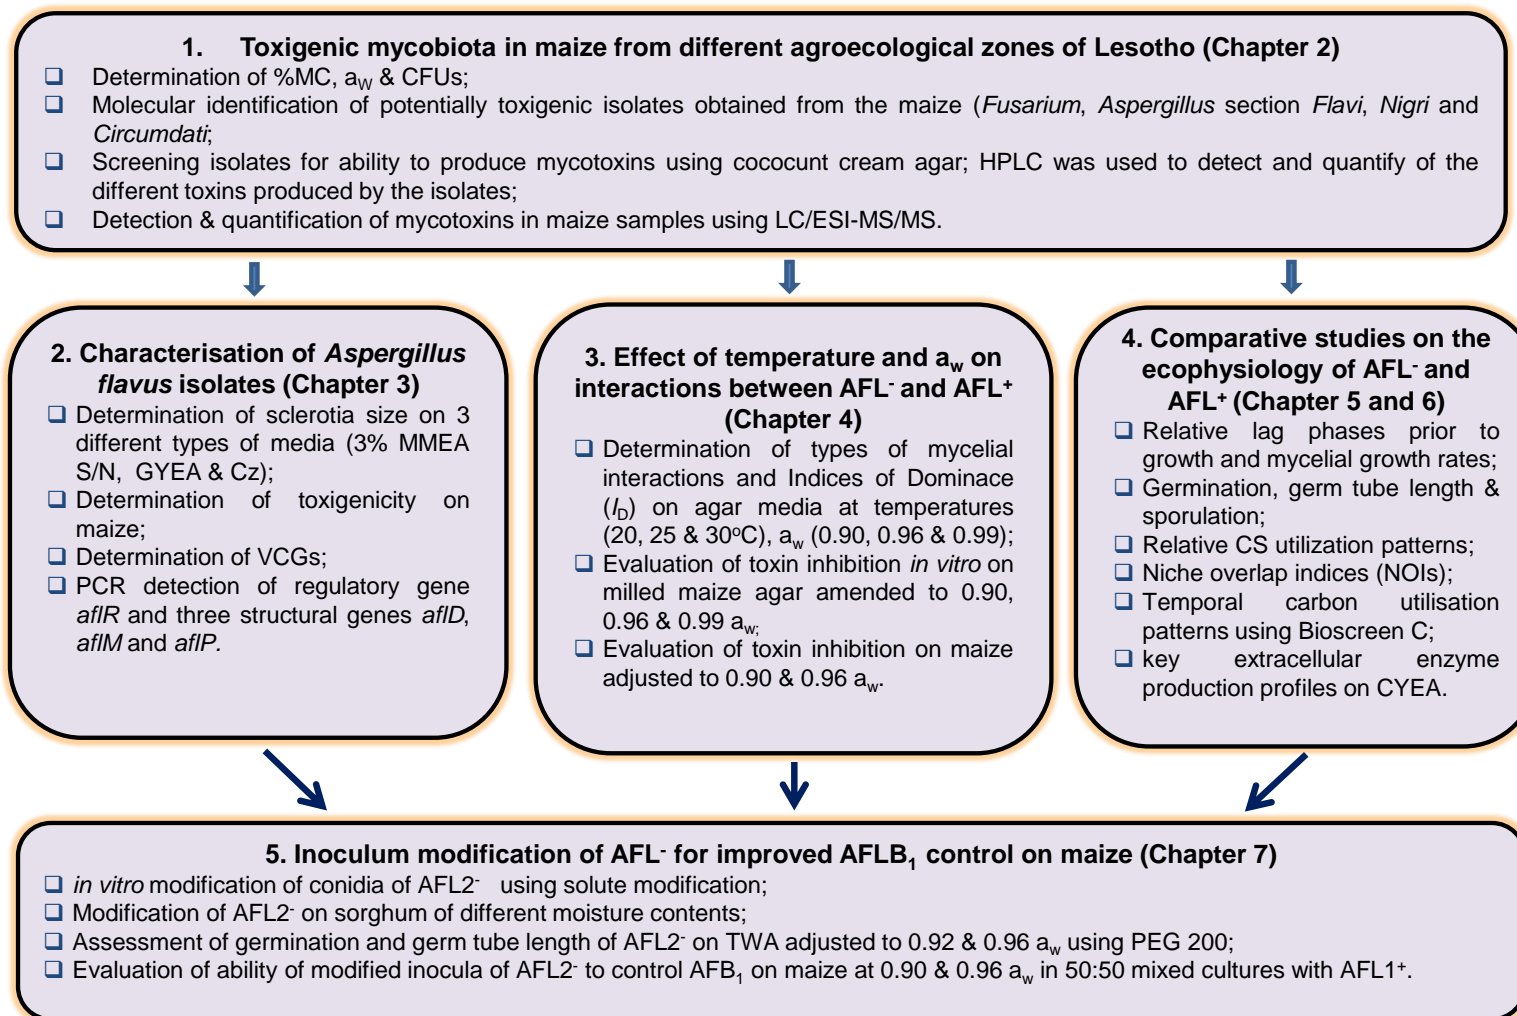 1. Toxigenic mycobiota in maize from different agroecological zones of Lesotho (Chapter 2)
❑ Determination of %MC, aW & CFUs;
❑ Molecular identification of potentially toxigenic isolates obtained from the maize (Fusarium, Aspergillus section Flavi, Nigri and
Circumdati;
❑ Screening isolates for ability to produce mycotoxins using cococunt cream agar; HPLC was used to detect and quantify of the
different toxins produced by the isolates;
❑ Detection & quantification of mycotoxins in maize samples using LC/ESI-MS/MS.
2. Characterisation of Aspergillus
flavus isolates (Chapter 3)
❑ Determination of sclerotia size on 3
different types of media (3% MMEA
S/N, GYEA & Cz);
❑ Determination of toxigenicity on
maize;
❑ Determination of VCGs;
❑ PCR detection of regulatory gene
aflR and three structural genes aflD,
aflM and aflP.
3. Effect of temperature and aw on
interactions between AFL- and AFL+
(Chapter 4)
❑ Determination of types of mycelial
interactions and Indices of Dominace
(ID) on agar media at temperatures
(20, 25 & 30oC), aw (0.90, 0.96 & 0.99);
❑ Evaluation of toxin inhibition in vitro on
milled maize agar amended to 0.90,
0.96 & 0.99 aw;
❑ Evaluation of toxin inhibition on maize
adjusted to 0.90 & 0.96 aw.
4. Comparative studies on the
ecophysiology of AFL- and
AFL+ (Chapter 5 and 6)
❑ Relative lag phases prior to
growth and mycelial growth rates;
❑ Germination, germ tube length &
sporulation;
❑ Relative CS utilization patterns;
❑ Niche overlap indices (NOIs);
❑ Temporal carbon utilisation
patterns using Bioscreen C;
❑ key extracellular enzyme
production profiles on CYEA.
5. Inoculum modification of AFL- for improved AFLB1 control on maize (Chapter 7)
❑ in vitro modification of conidia of AFL2- using solute modification;
❑ Modification of AFL2- on sorghum of different moisture contents;
❑ Assessment of germination and germ tube length of AFL2- on TWA adjusted to 0.92 & 0.96 aw using PEG 200;
❑ Evaluation of ability of modified inocula of AFL2- to control AFB1 on maize at 0.90 & 0.96 aw in 50:50 mixed cultures with AFL1+.